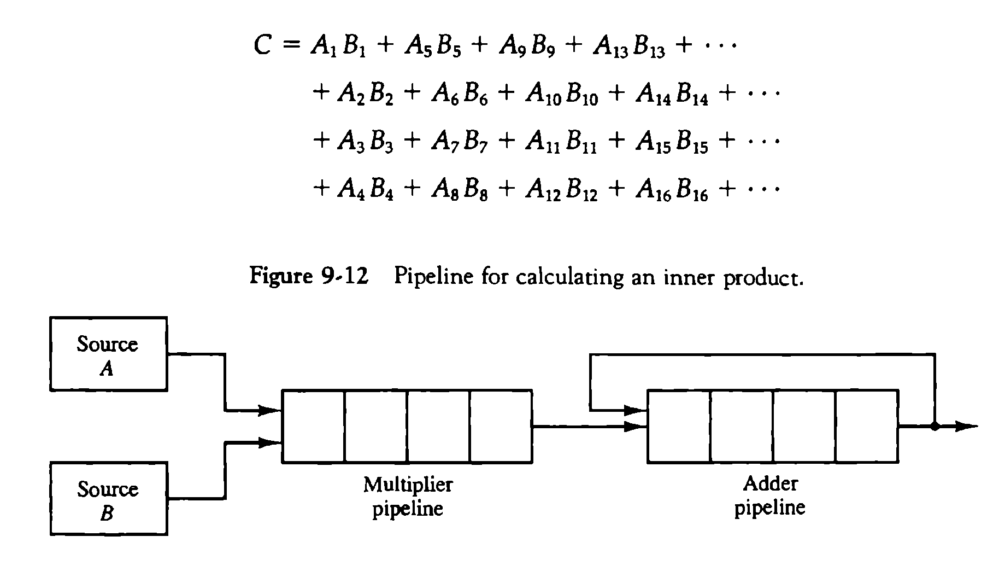 C = A₁B₁ + A₅B₅ + A₉B₉ + A₁₃B₁₃ + ···
+ A₂B₂ + A₆B₆ + A₁₀B₁₀ + A₁₄B₁₄ + ···
+ A₃B₃ + A₇B₇ + A₁₁B₁₁ + A₁₅B₁₅ + ···
+ A₄B₄ + A₈B₈ + A₁₂B₁₂ + A₁₆B₁₆ + ···
Figure 9-12 Pipeline for calculating an inner product.
Source
A
Source
B
Multiplier
pipeline
Adder
pipeline